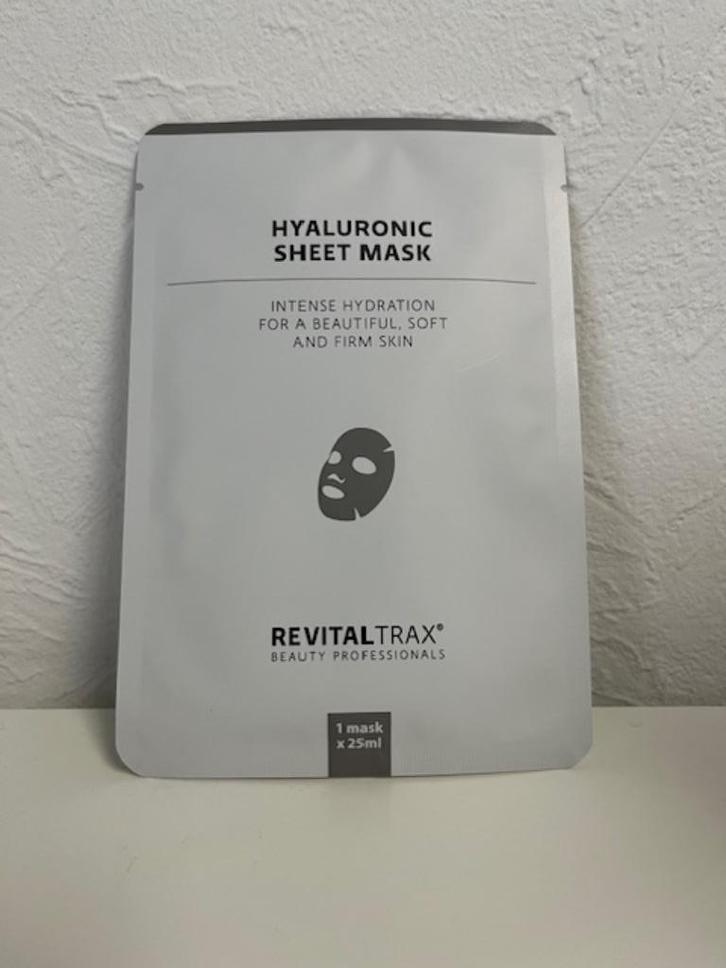 HYALURONIC
SHEET MASK
INTENSE HYDRATION
FOR A BEAUTIFUL, SOFT
AND FIRM SKIN
REVITALTRAX®
BEAUTY PROFESSIONALS
1 mask
x 25ml